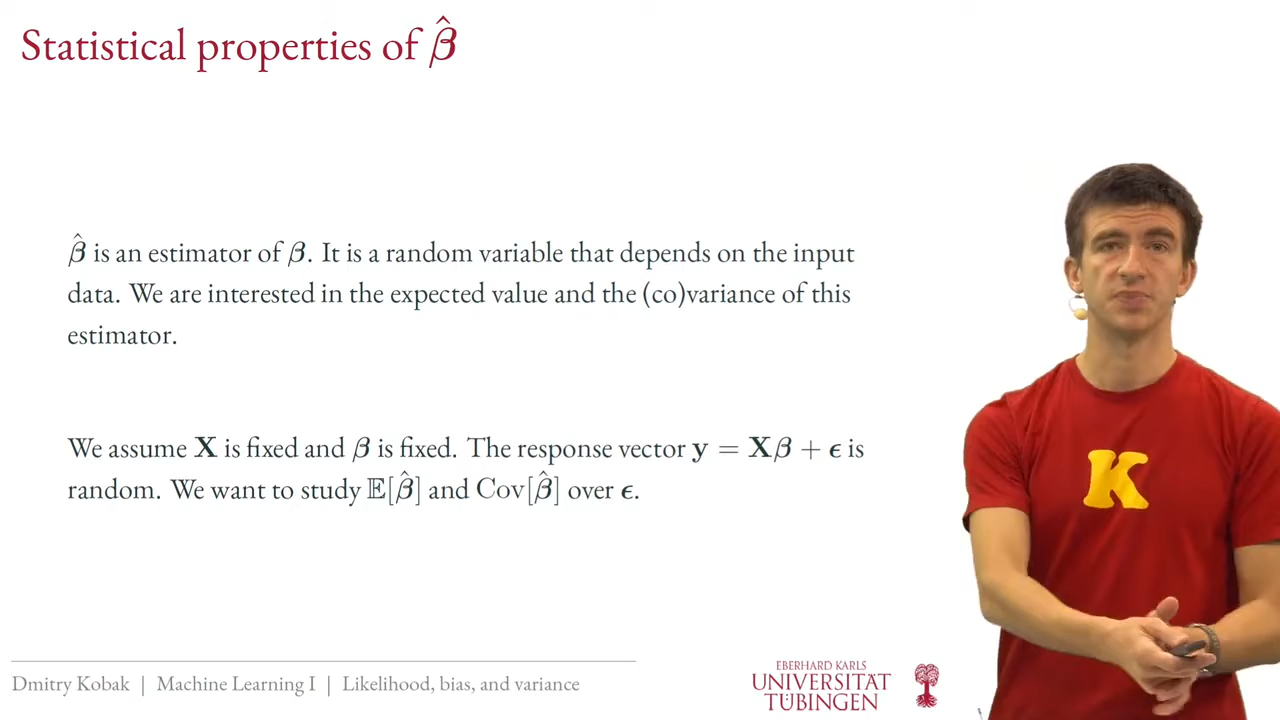 Statistical properties of β̂
β̂ is an estimator of β. It is a random variable that depends on the input
data. We are interested in the expected value and the (co)variance of this
estimator.
We assume X is fixed and β is fixed. The response vector y = Xβ + ϵ is
random. We want to study 𝔼[β̂] and Cov[β̂] over ϵ.
K
Dmitry Kobak | Machine Learning I | Likelihood, bias, and variance
EBERHARD KARLS
UNIVERSITÄT
TÜBINGEN